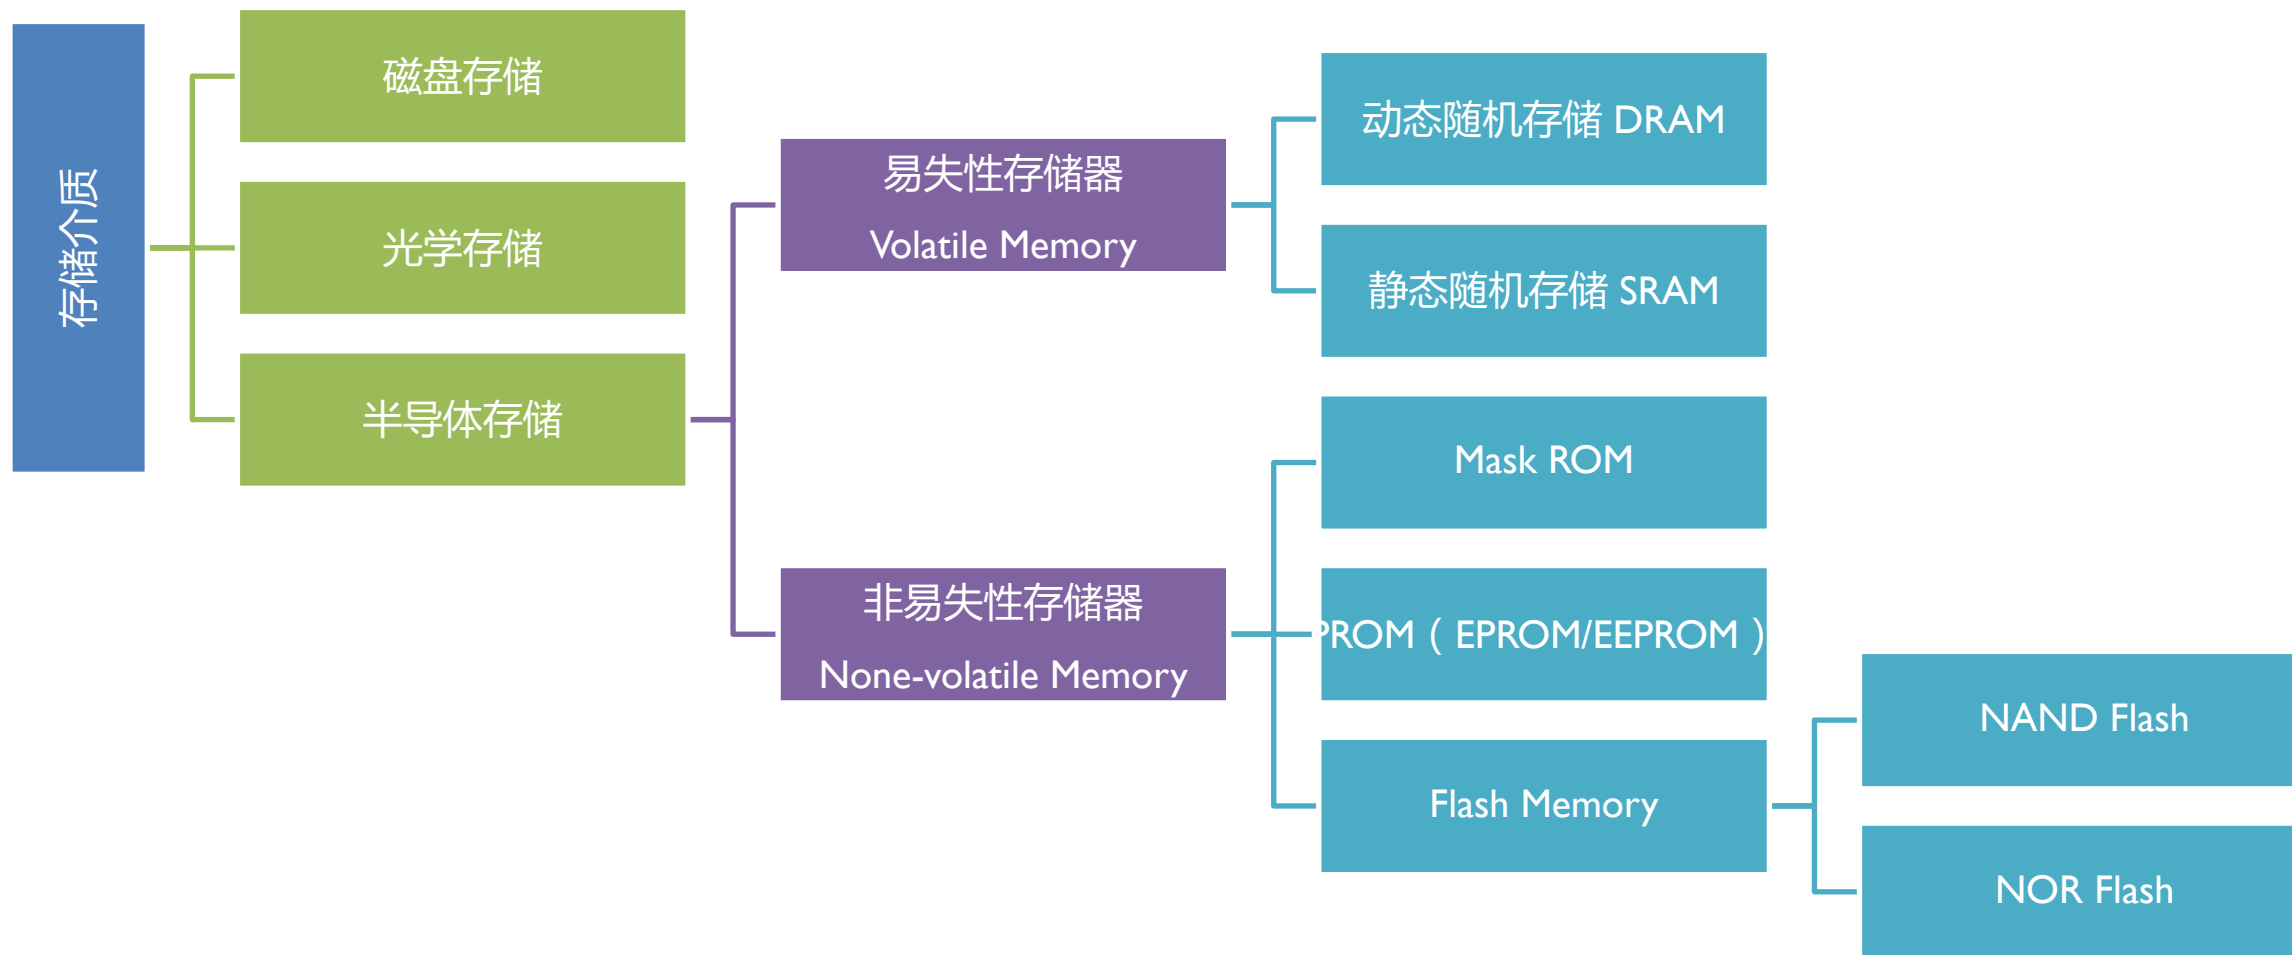 存储介质
磁盘存储
光学存储
半导体存储
易失性存储器
Volatile Memory
非易失性存储器
None-volatile Memory
动态随机存储 DRAM
静态随机存储 SRAM
Mask ROM
PROM（EPROM/EEPROM）
Flash Memory
NAND Flash
NOR Flash